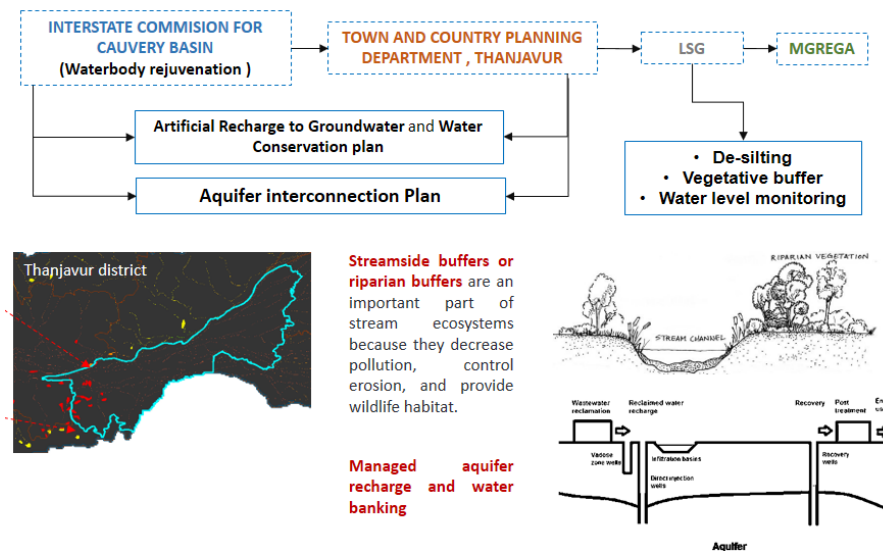 INTERSTATE COMMISION FOR
CAUVERY BASIN
(Waterbody rejuvenation )
TOWN AND COUNTRY PLANNING
DEPARTMENT , THANJAVUR
LSG
MGREGA
Artificial Recharge to Groundwater and Water
Conservation plan
Aquifer interconnection Plan
• De-silting
• Vegetative buffer
• Water level monitoring
Thanjavur district
Streamside buffers or
riparian buffers are an
important part of
stream ecosystems
because they decrease
pollution, control
erosion, and provide
wildlife habitat.
Managed aquifer
recharge and water
banking
RIPARIAN VEGETATION
STREAM CHANNEL
Wastewater
reclamation
Reclaimed water
recharge
Recovery
Post
treatment
Vadose
zone wells
Infiltration basins
Direct injection
wells
Recovery
wells
Aquifer